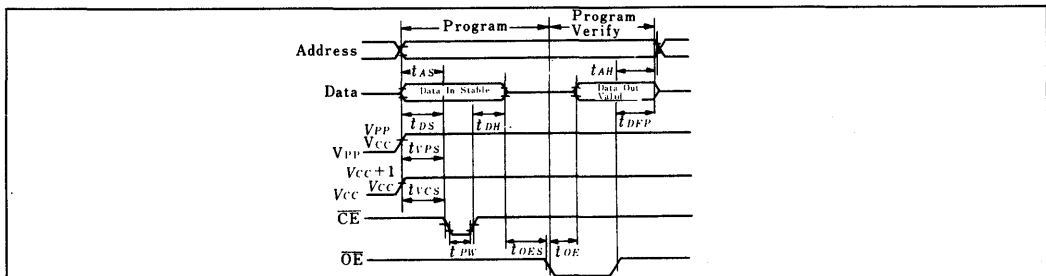 Program
Program
Verify
Address
tAS
tAH
Data
Data In Stable
Data Out
Valid
tDS
tDH
tDFP
VPP
VCC
VPP
tVPS
VCC+1
VCC
VCC
tVCS
CE
tPW
tOES
tOE
OE